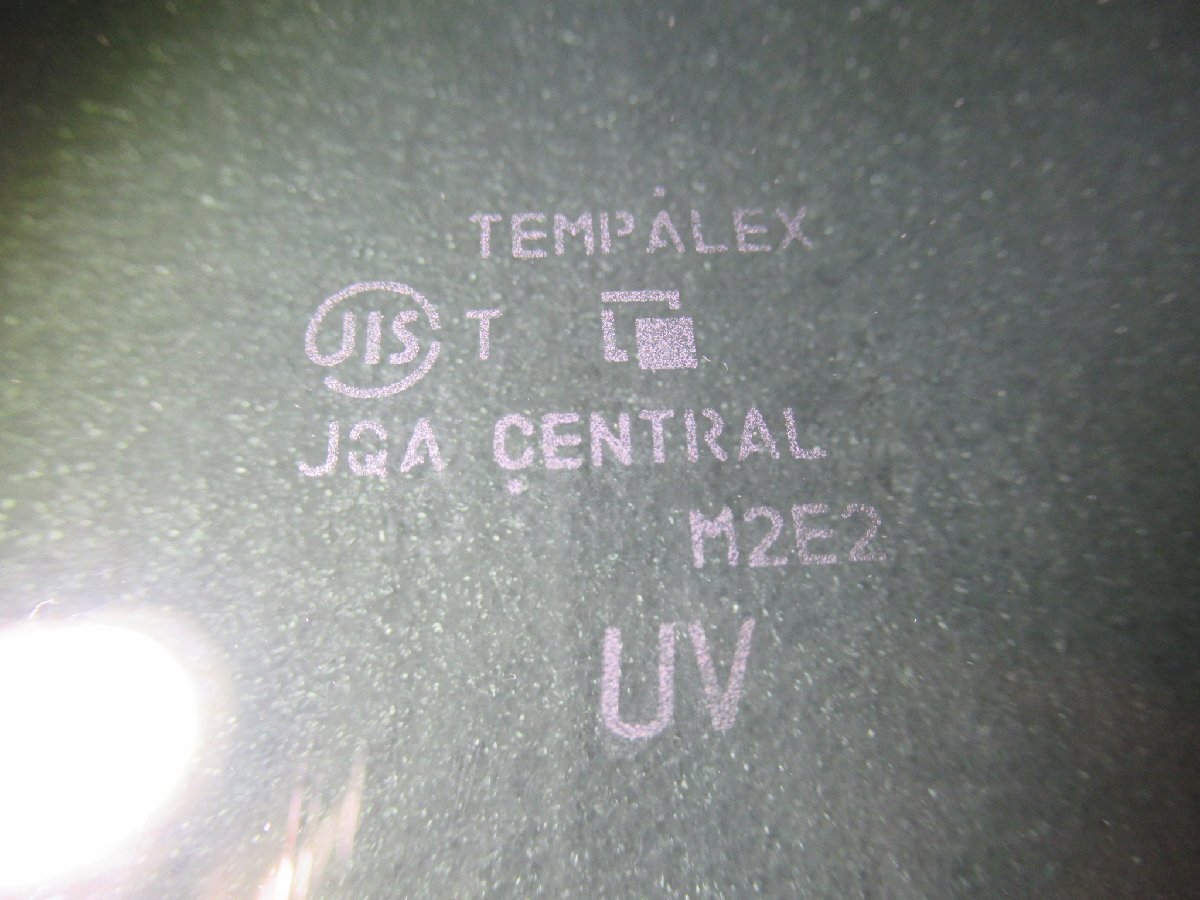 TEMPALEX
JIS T
JQA CENTRAL
M2E2
UV